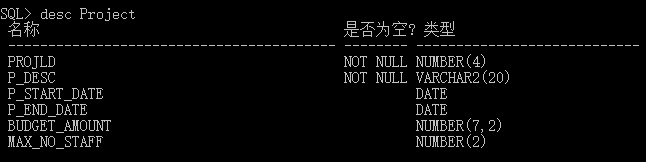 SQL> desc Project
名称 是否为空? 类型
----------------------------------------- -------- ----------------------------
PROJLD NOT NULL NUMBER(4)
P_DESC NOT NULL VARCHAR2(20)
P_START_DATE DATE
P_END_DATE DATE
BUDGET_AMOUNT NUMBER(7,2)
MAX_NO_STAFF NUMBER(2)